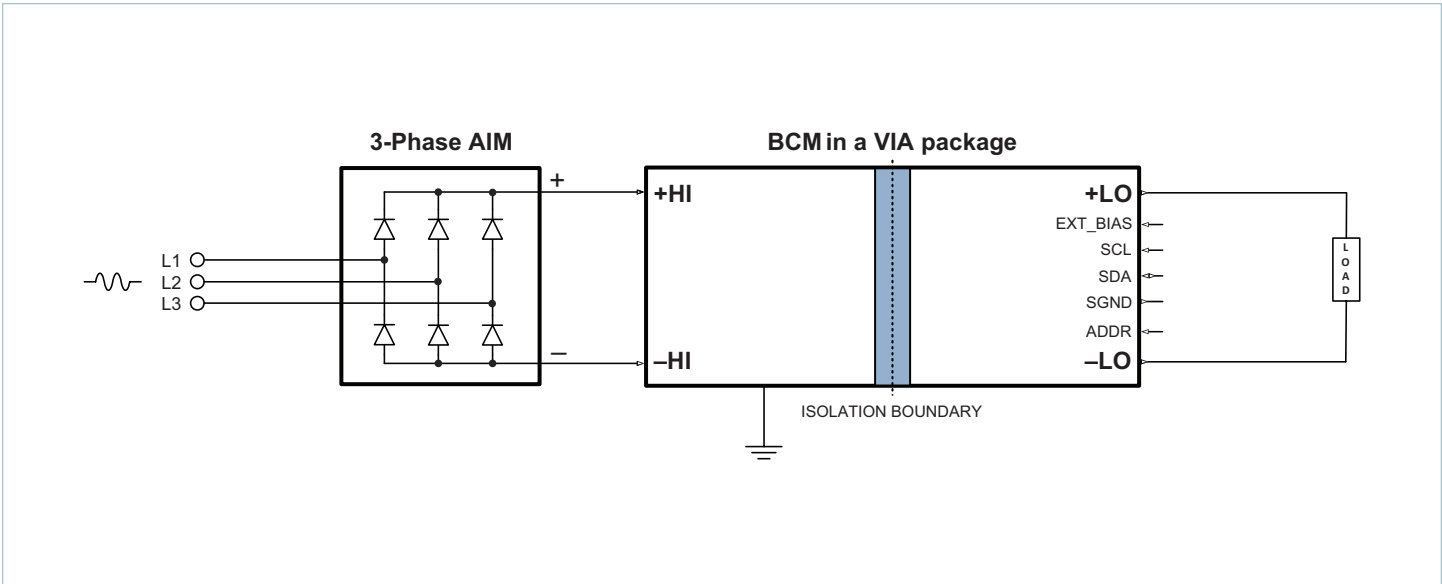 3-Phase AIM
BCM in a VIA package
+
–
L1
L2
L3
+HI
–HI
+LO
EXT_BIAS
SCL
SDA
SGND
ADDR
–LO
LOAD
ISOLATION BOUNDARY